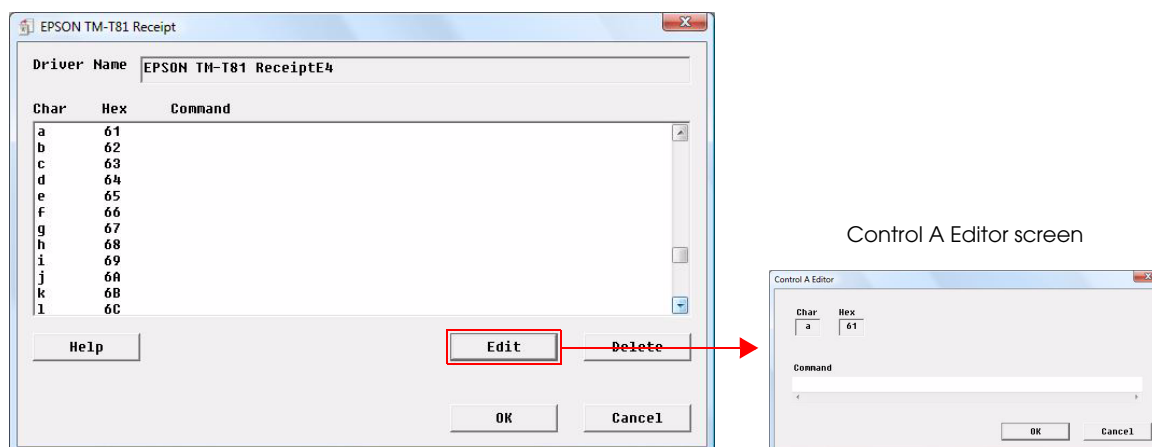 EPSON TM-T81 Receipt
Driver Name EPSON TM-T81 ReceiptE4
Char Hex Command
a 61
b 62
c 63
d 64
e 65
f 66
g 67
h 68
i 69
j 6A
k 6B
l 6C
Help Edit Delete
OK Cancel
Control A Editor screen
Control A Editor
Char Hex
a 61
Command
OK Cancel